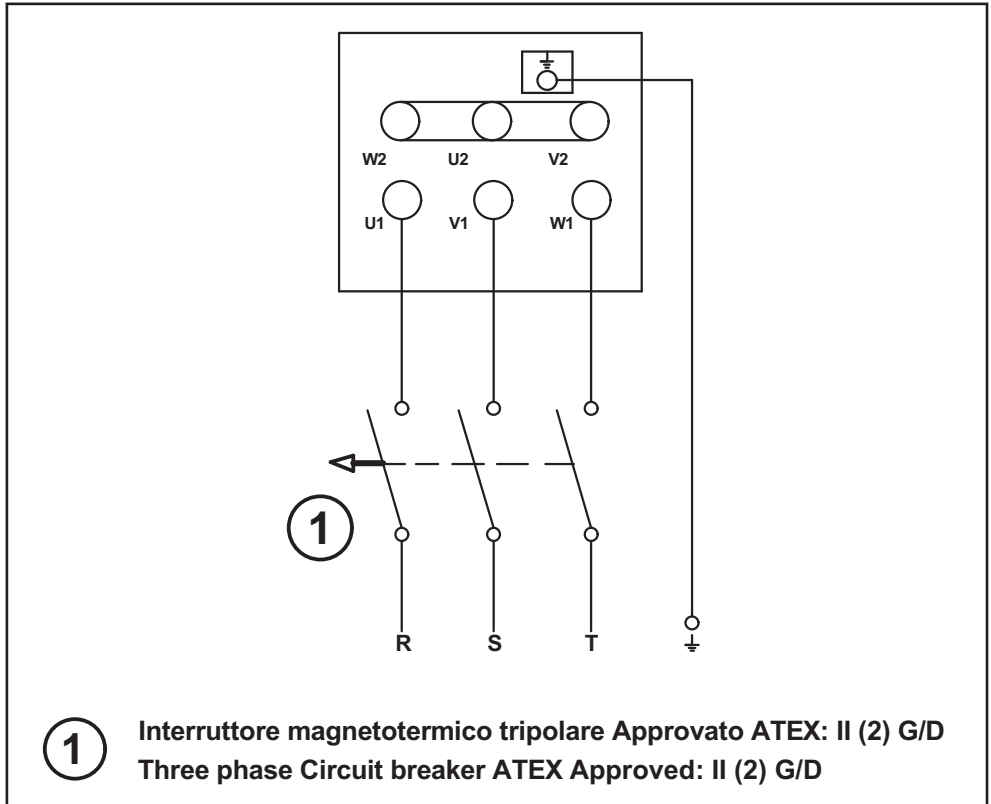 W2 U2 V2
U1 V1 W1
1
R S T
1
Interruttore magnetotermico tripolare Approvato ATEX: II (2) G/D
Three phase Circuit breaker ATEX Approved: II (2) G/D